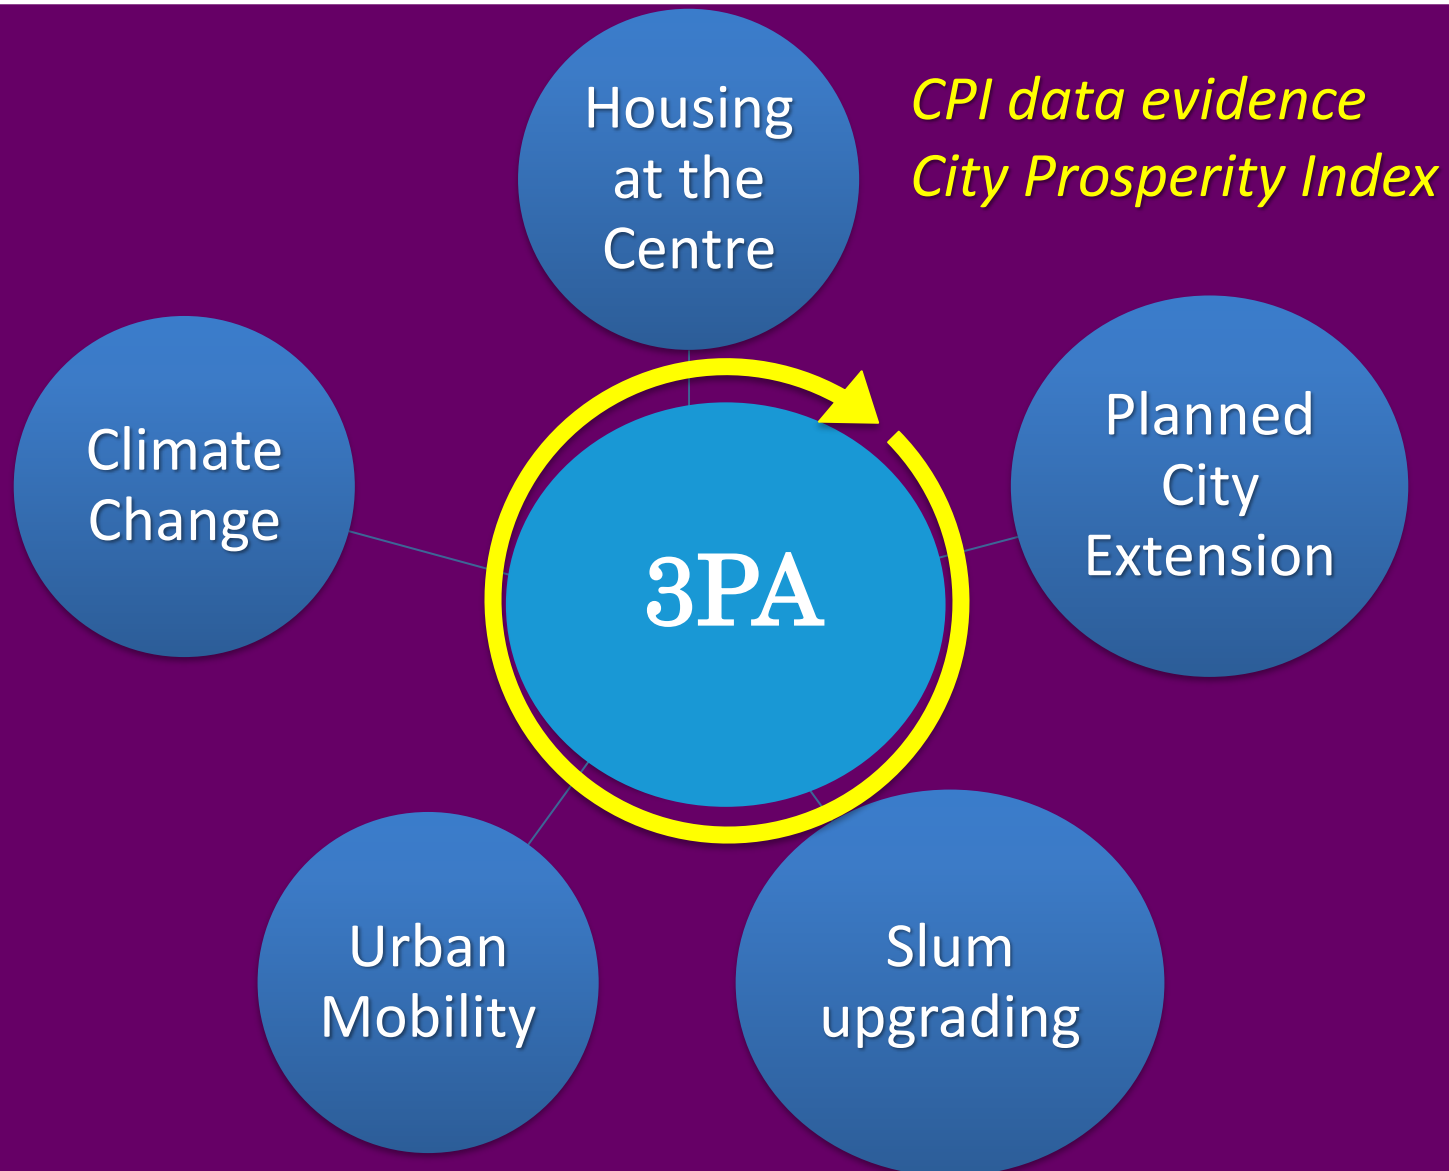 Housing
at the
Centre
CPI data evidence
City Prosperity Index
Climate
Change
Planned
City
Extension
3PA
Urban
Mobility
Slum
upgrading